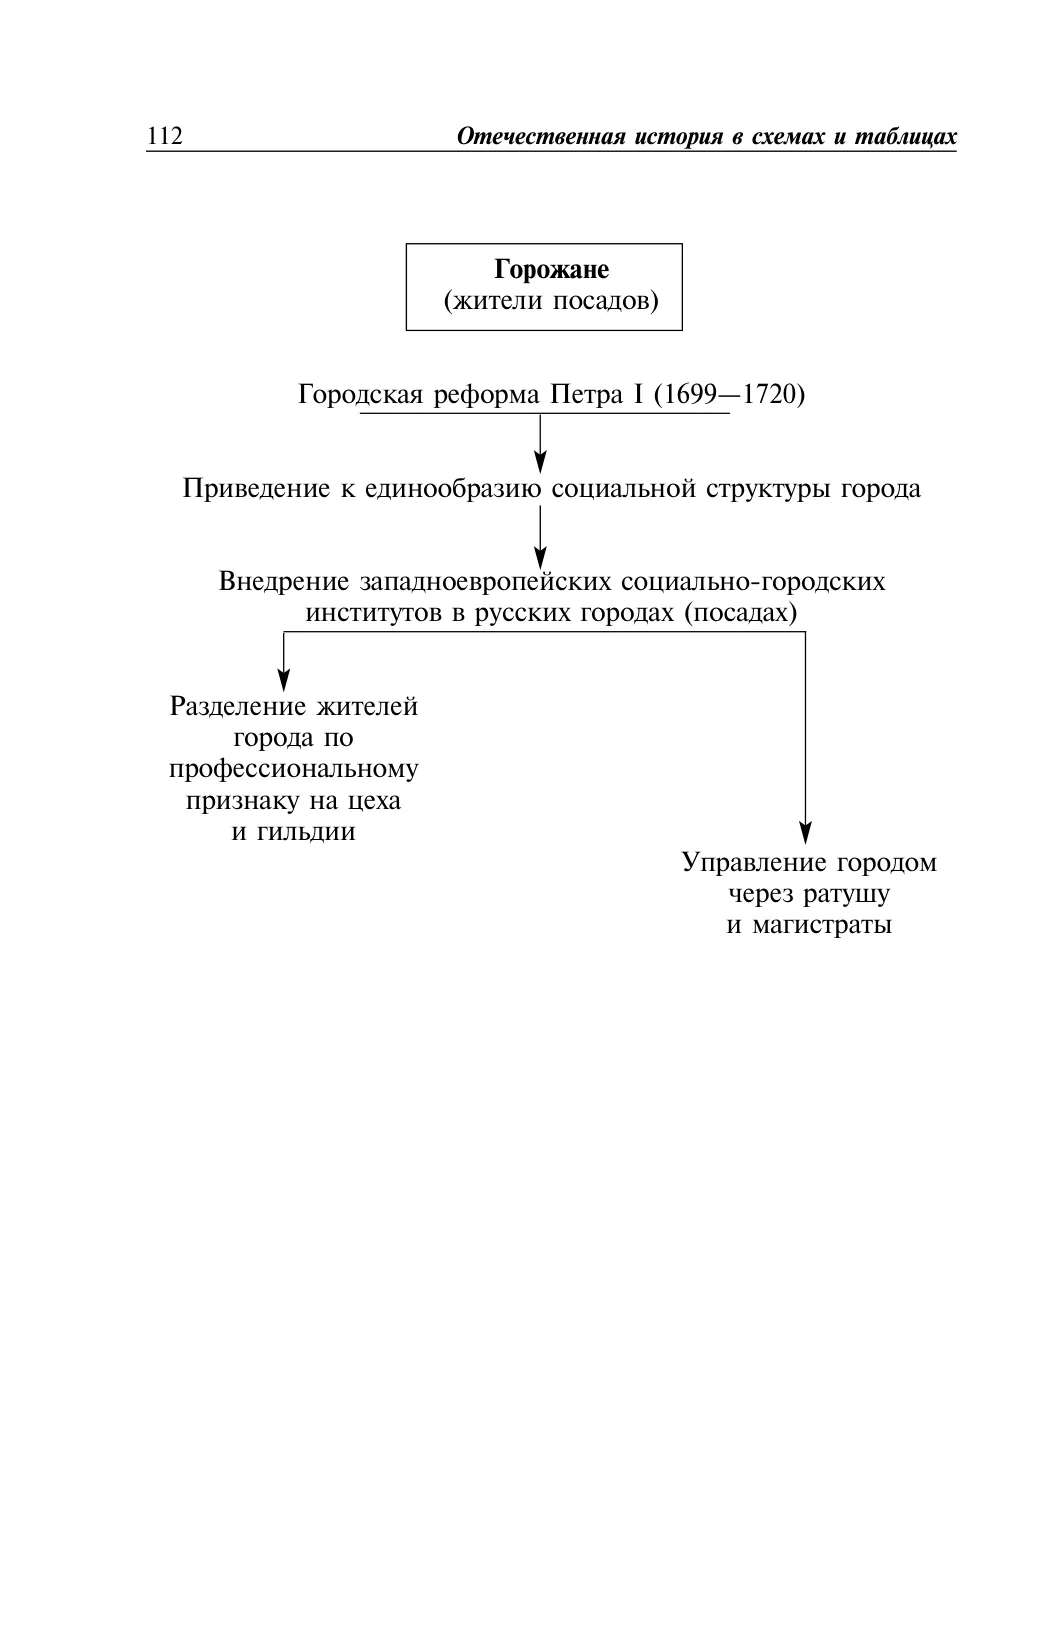 112 Отечественная история в схемах и таблицах
Горожане
(жители посадов)
Городская реформа Петра I (1699—1720)
Приведение к единообразию социальной структуры города
Внедрение западноевропейских социально-городских
институтов в русских городах (посадах)
Разделение жителей
города по
профессиональному
признаку на цеха
и гильдии
Управление городом
через ратушу
и магистраты